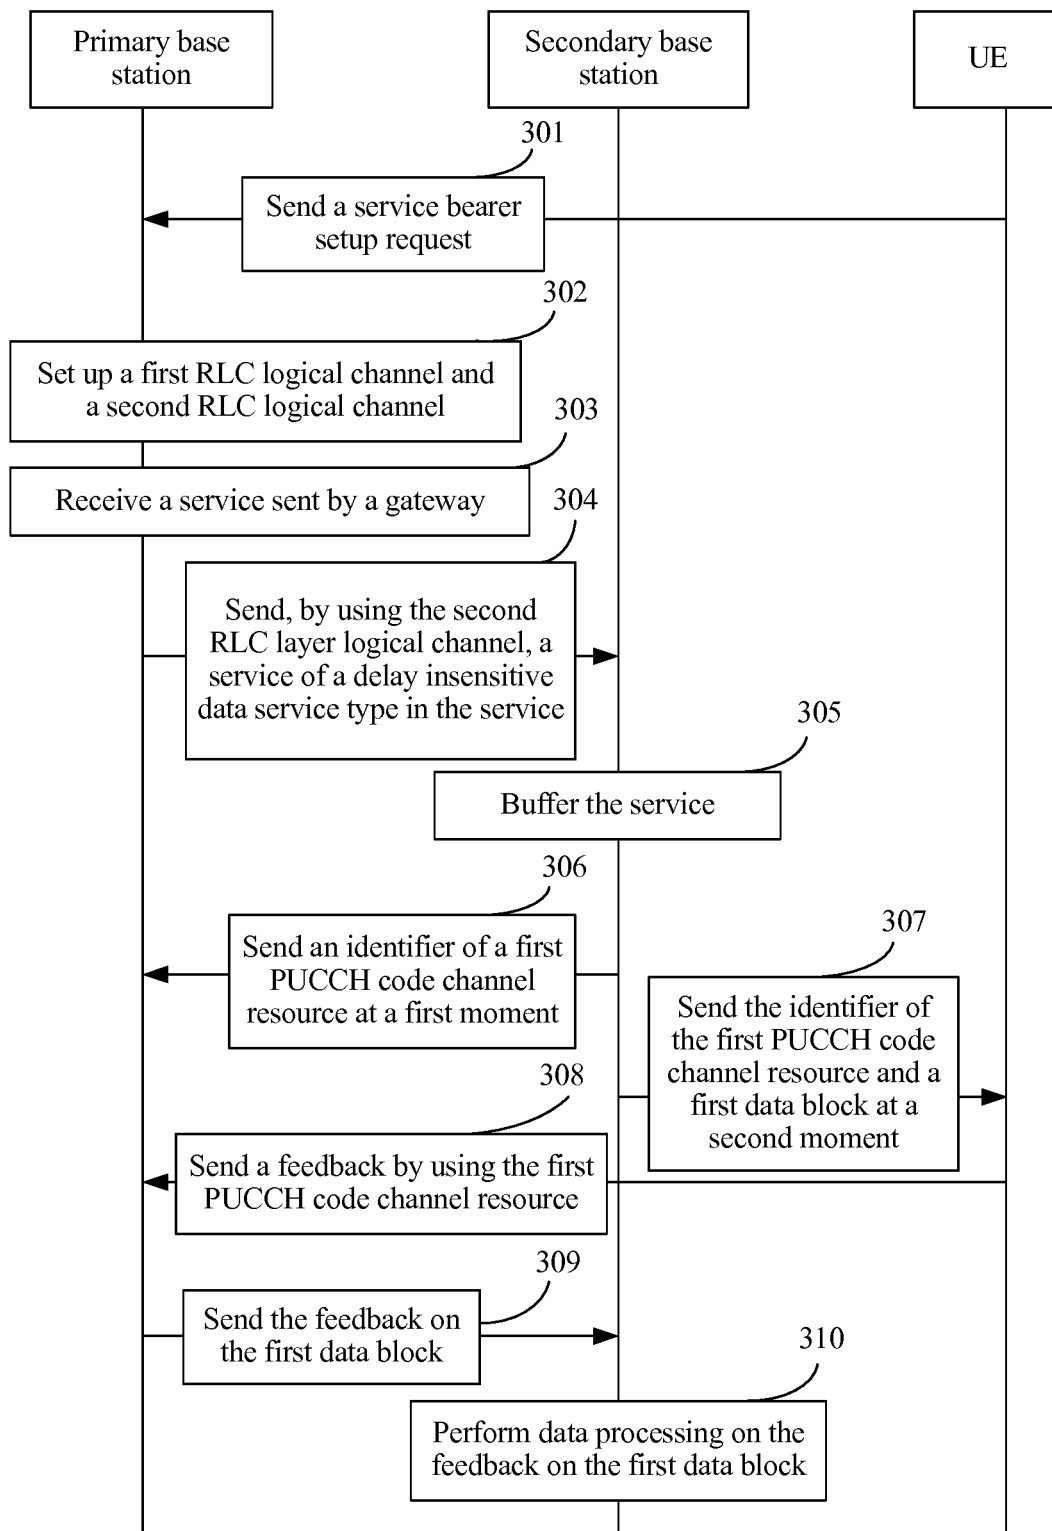 Primary base
station
Secondary base
station
UE
301
Send a service bearer
setup request
302
Set up a first RLC logical channel and
a second RLC logical channel
303
Receive a service sent by a gateway
304
Send, by using the second
RLC layer logical channel, a
service of a delay insensitive
data service type in the service
305
Buffer the service
306
Send an identifier of a first
PUCCH code channel
resource at a first moment
307
Send the identifier of
the first PUCCH code
channel resource and a
first data block at a
second moment
308
Send a feedback by using the first
PUCCH code channel resource
309
Send the feedback on
the first data block
310
Perform data processing on the
feedback on the first data block